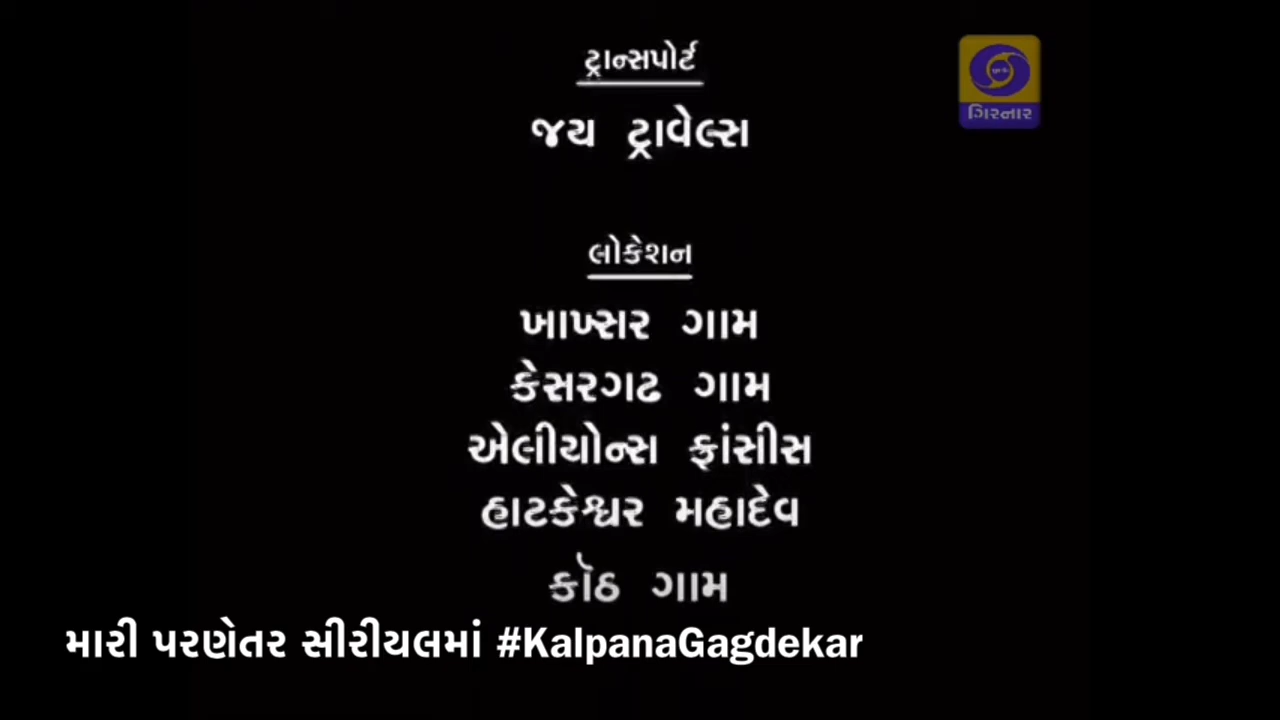 ટ્રાન્સપોર્ટ
ગિરનાર
જય ટ્રાવેલ્સ
લોકેશન
ખાખ્સર ગામ
કેસરગઢ ગામ
એલીયોન્સ ફ્રાંસીસ
હાટકેશ્વર મહાદેવ
કૉઠ ગામ
મારી પરણેતર સીરીયલમાં #KalpanaGagdekar